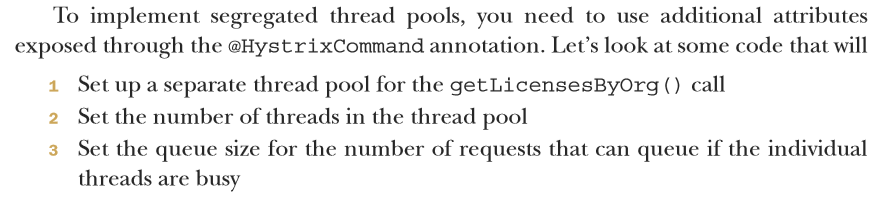 To implement segregated thread pools, you need to use additional attributes
exposed through the @HystrixCommand annotation. Let’s look at some code that will
1 Set up a separate thread pool for the getLicensesByOrg() call
2 Set the number of threads in the thread pool
3 Set the queue size for the number of requests that can queue if the individual
threads are busy